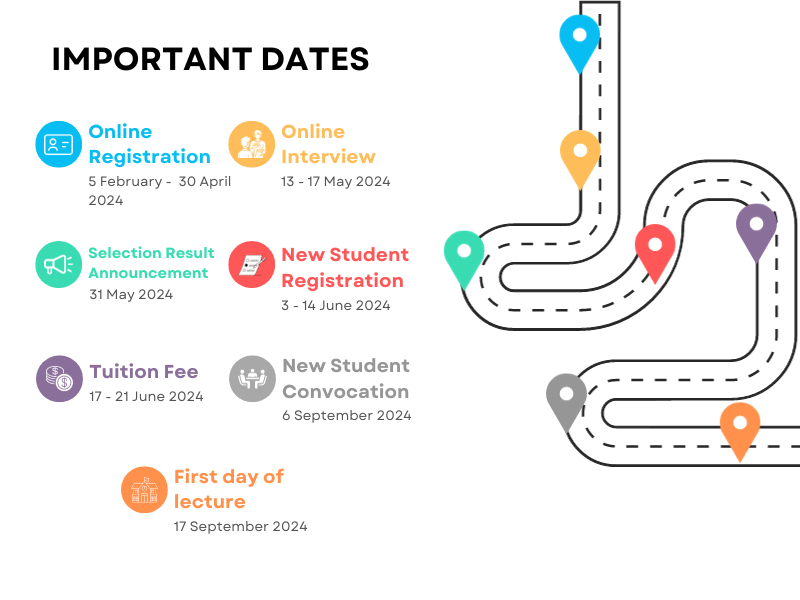 IMPORTANT DATES
Online
Registration
5 February -  30 April
2024
Online
Interview
13 - 17 May 2024
Selection Result
Announcement
31 May 2024
New Student
Registration
3 - 14 June 2024
Tuition Fee
17 - 21 June 2024
New Student
Convocation
6 September 2024
First day of
lecture
17 September 2024